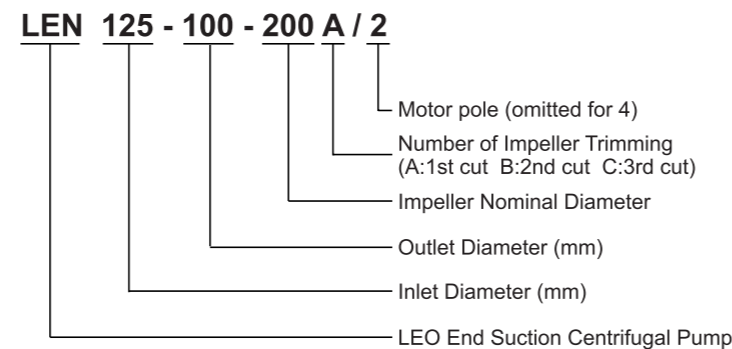 LEN 125 - 100 - 200 A / 2
Motor pole (omitted for 4)
Number of Impeller Trimming
(A:1st cut B:2nd cut C:3rd cut)
Impeller Nominal Diameter
Outlet Diameter (mm)
Inlet Diameter (mm)
LEO End Suction Centrifugal Pump